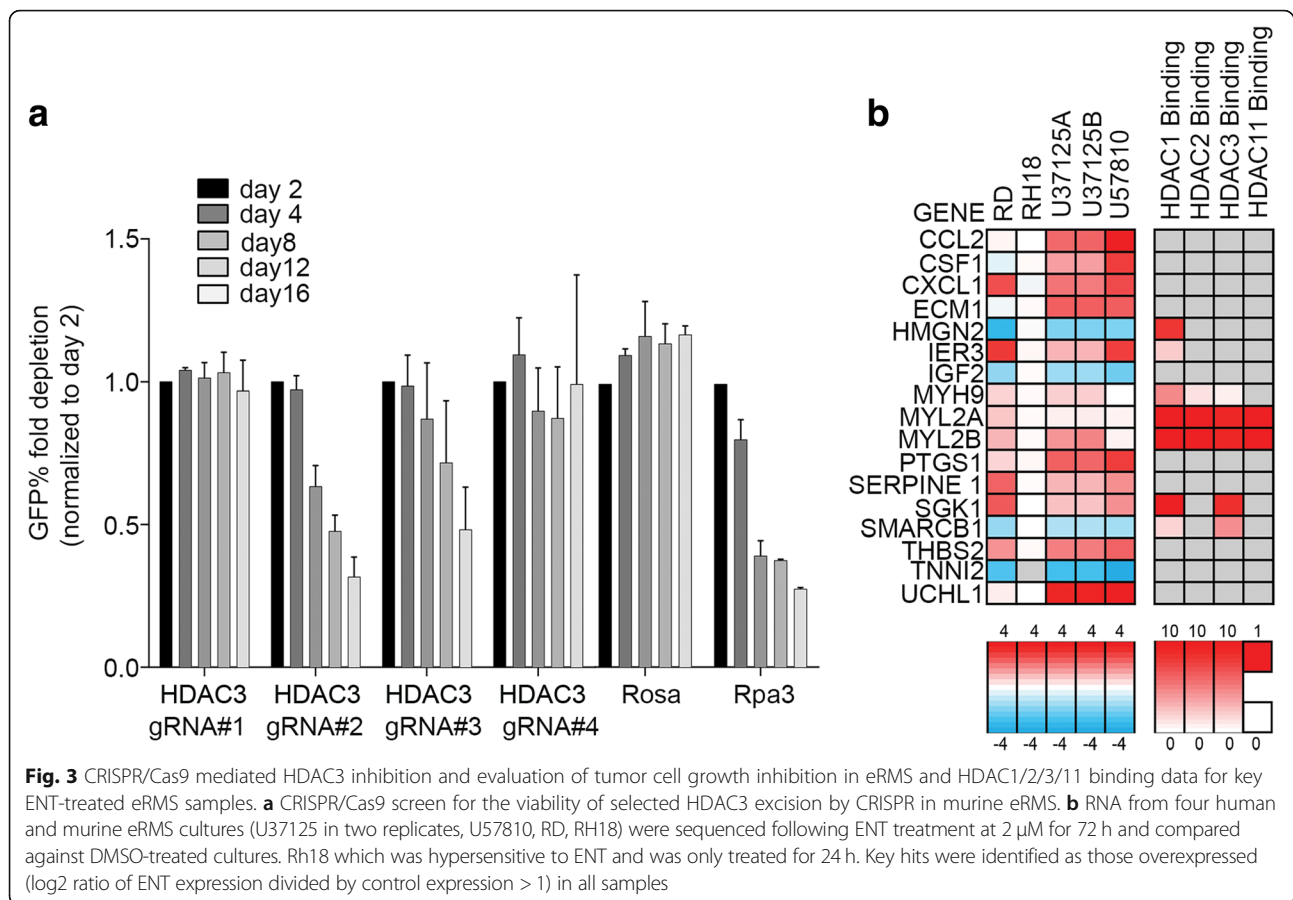 a
day 2
day 4
day8
day12
day16
GFP% fold depletion
(normalized to day 2)
1.5
1.0
0.5
0.0
HDAC3
gRNA#1
HDAC3
gRNA#2
HDAC3
gRNA#3
HDAC3
gRNA#4
Rosa
Rpa3
b
GENE
RD
RH18
U37125A
U37125B
U57810
HDAC1 Binding
HDAC2 Binding
HDAC3 Binding
HDAC11 Binding
CCL2
CSF1
CXCL1
ECM1
HMGN2
IER3
IGF2
MYH9
MYL2A
MYL2B
PTGS1
SERPINE 1
SGK1
SMARCB1
THBS2
TNNI2
UCHL1
4 4 4 4 4
-4 -4 -4 -4 -4
10 10 10 1
0 0 0 0
Fig. 3 CRISPR/Cas9 mediated HDAC3 inhibition and evaluation of tumor cell growth inhibition in eRMS and HDAC1/2/3/11 binding data for key
ENT-treated eRMS samples. a CRISPR/Cas9 screen for the viability of selected HDAC3 excision by CRISPR in murine eRMS. b RNA from four human
and murine eRMS cultures (U37125 in two replicates, U57810, RD, RH18) were sequenced following ENT treatment at 2 μM for 72 h and compared
against DMSO-treated cultures. Rh18 which was hypersensitive to ENT and was only treated for 24 h. Key hits were identified as those overexpressed
(log2 ratio of ENT expression divided by control expression > 1) in all samples